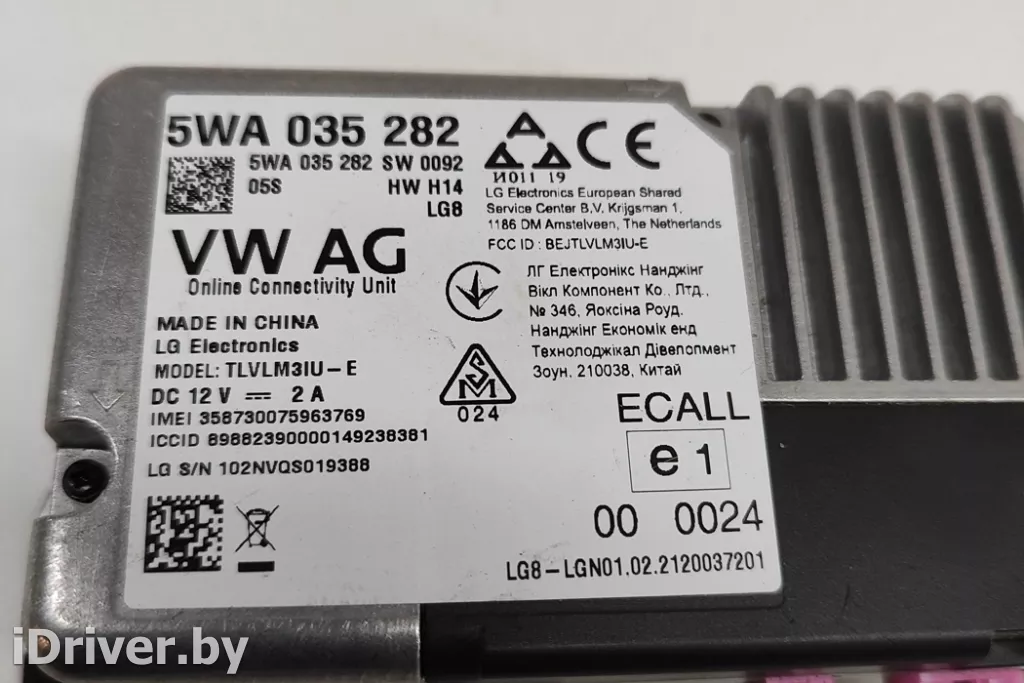 5WA 035 282
5WA 035 282 SW 0092
05S HW H14
LG8
VW AG
Online Connectivity Unit
MADE IN CHINA
LG Electronics
MODEL: TLVLM3IU-E
DC 12 V ⎓ 2 A
IMEI 358730075963769
ICCID 89882390000149238381
LG S/N 102NVQS019388
CE
И011 19
LG Electronics European Shared
Service Center B,V, Krijgsman 1,
1186 DM Amstelveen, The Netherlands
FCC ID : BEJTLVLM3IU-E
ЛГ Електронікс Нанджінг
Вікл Компонент Ко., Лтд.,
№ 346, Яоксіна Роуд,
Нанджінг Економік енд
Технолоджікал Дівелопмент
Зоун, 210038, Китай
SM
024
ECALL
e 1
00 0024
LG8-LGN01.02.2120037201
iDriver.by